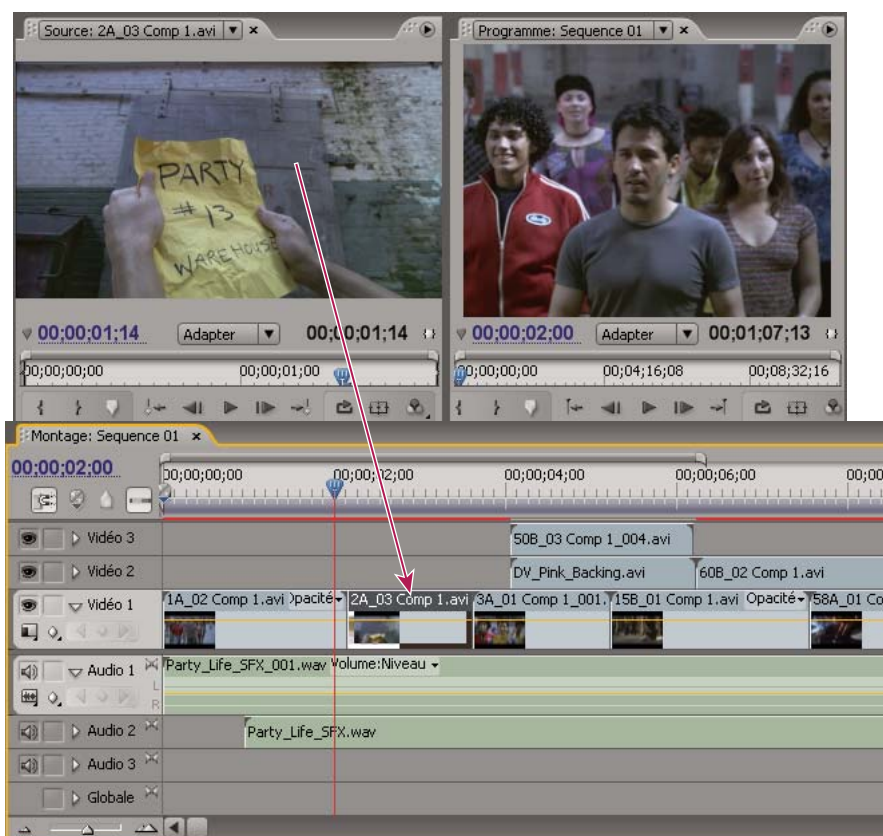 Source: 2A_03 Comp 1.avi
Programme: Sequence 01
PARTY
# 13
WAREHOUSE
00;00;01;14 Adapter 00;00;01;14
00;00;02;00 Adapter 00;01;07;13
00;00;00;00 00;00;01;00
00;00;00;00 00;04;16;08 00;08;32;16
Montage: Sequence 01
00;00;02;00
00;00;00;00 00;00;02;00 00;00;04;00 00;00;06;00 00;00
Vidéo 3 50B_03 Comp 1_004.avi
Vidéo 2 DV_Pink_Backing.avi 60B_02 Comp 1.avi
Vidéo 1 1A_02 Comp 1.avi Opacité 2A_03 Comp 1.avi 3A_01 Comp 1_001. 15B_01 Comp 1.avi Opacité 58A_01 Co
Audio 1 Party_Life_SFX_001.wav Volume:Niveau
L
R
Audio 2 Party_Life_SFX.wav
Audio 3
Globale